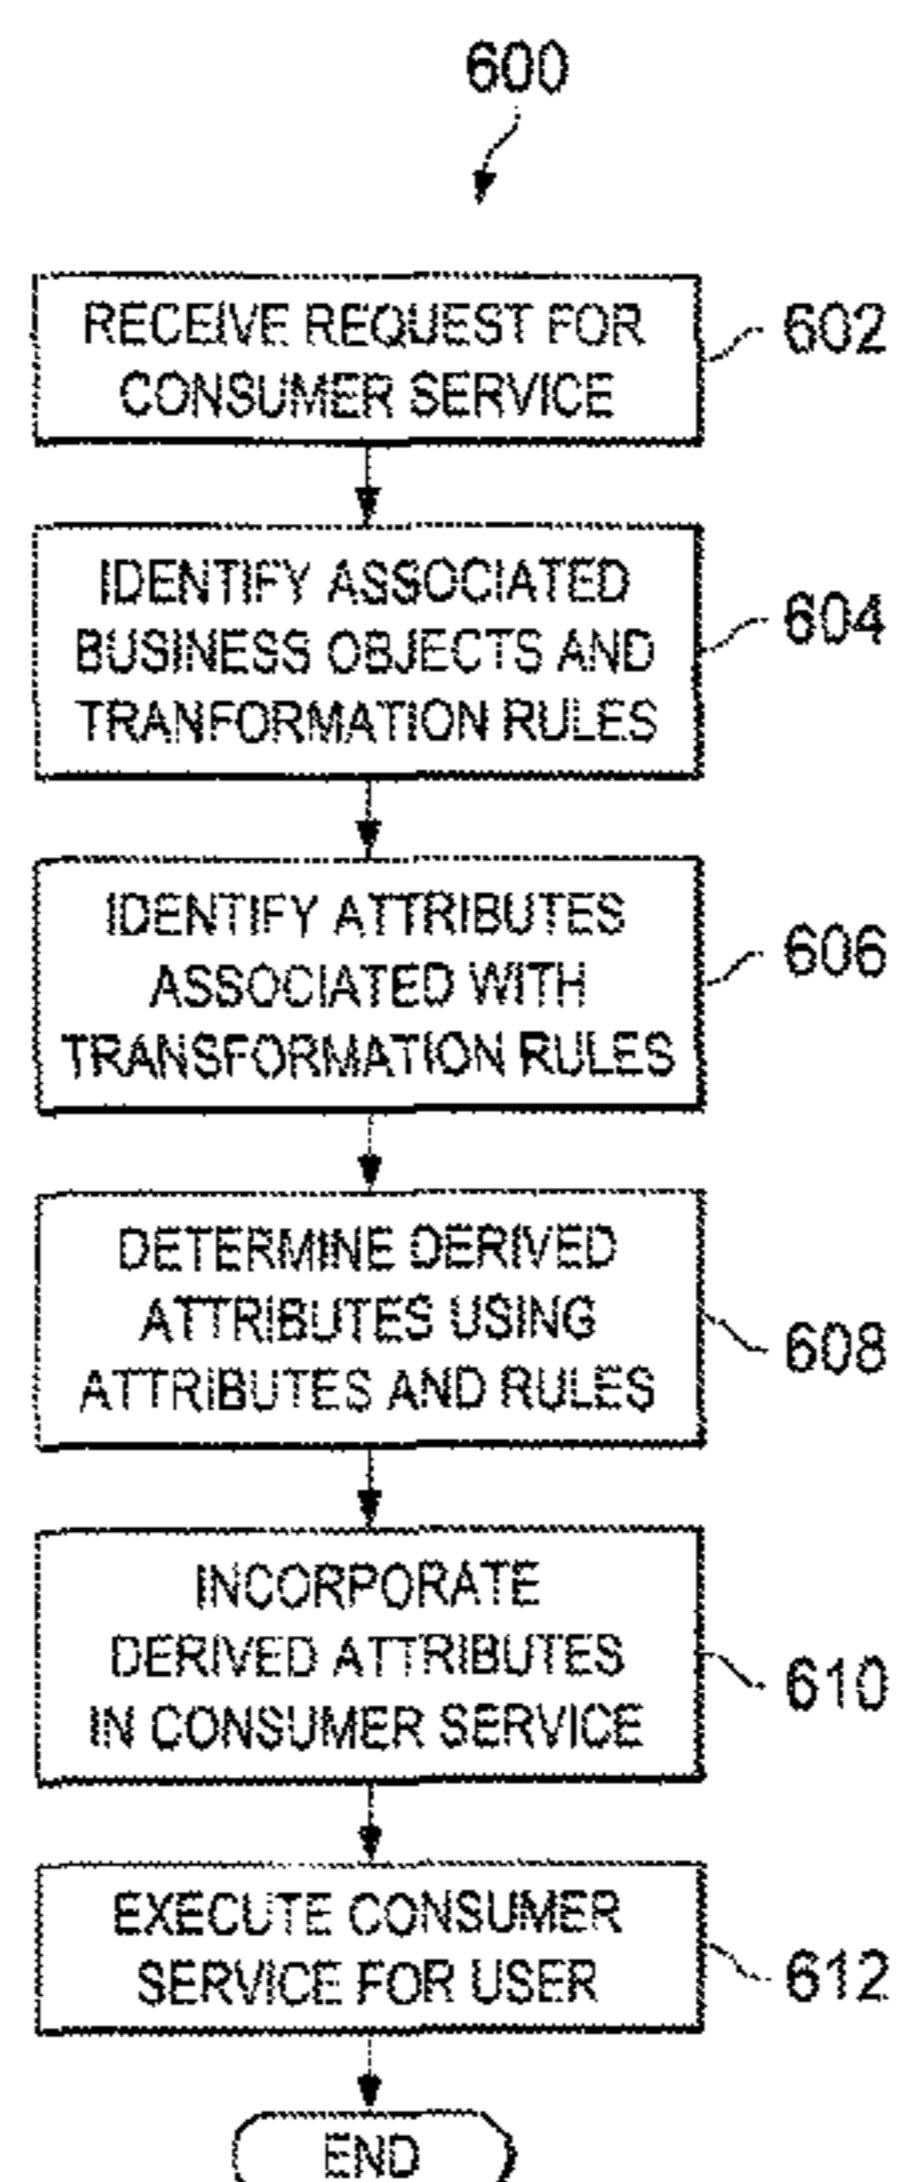 600
RECEIVE REQUEST FOR
CONSUMER SERVICE
602
IDENTIFY ASSOCIATED
BUSINESS OBJECTS AND
TRANFORMATION RULES
604
IDENTIFY ATTRIBUTES
ASSOCIATED WITH
TRANSFORMATION RULES
606
DETERMINE DERIVED
ATTRIBUTES USING
ATTRIBUTES AND RULES
608
INCORPORATE
DERIVED ATTRIBUTES
IN CONSUMER SERVICE
610
EXECUTE CONSUMER
SERVICE FOR USER
612
END